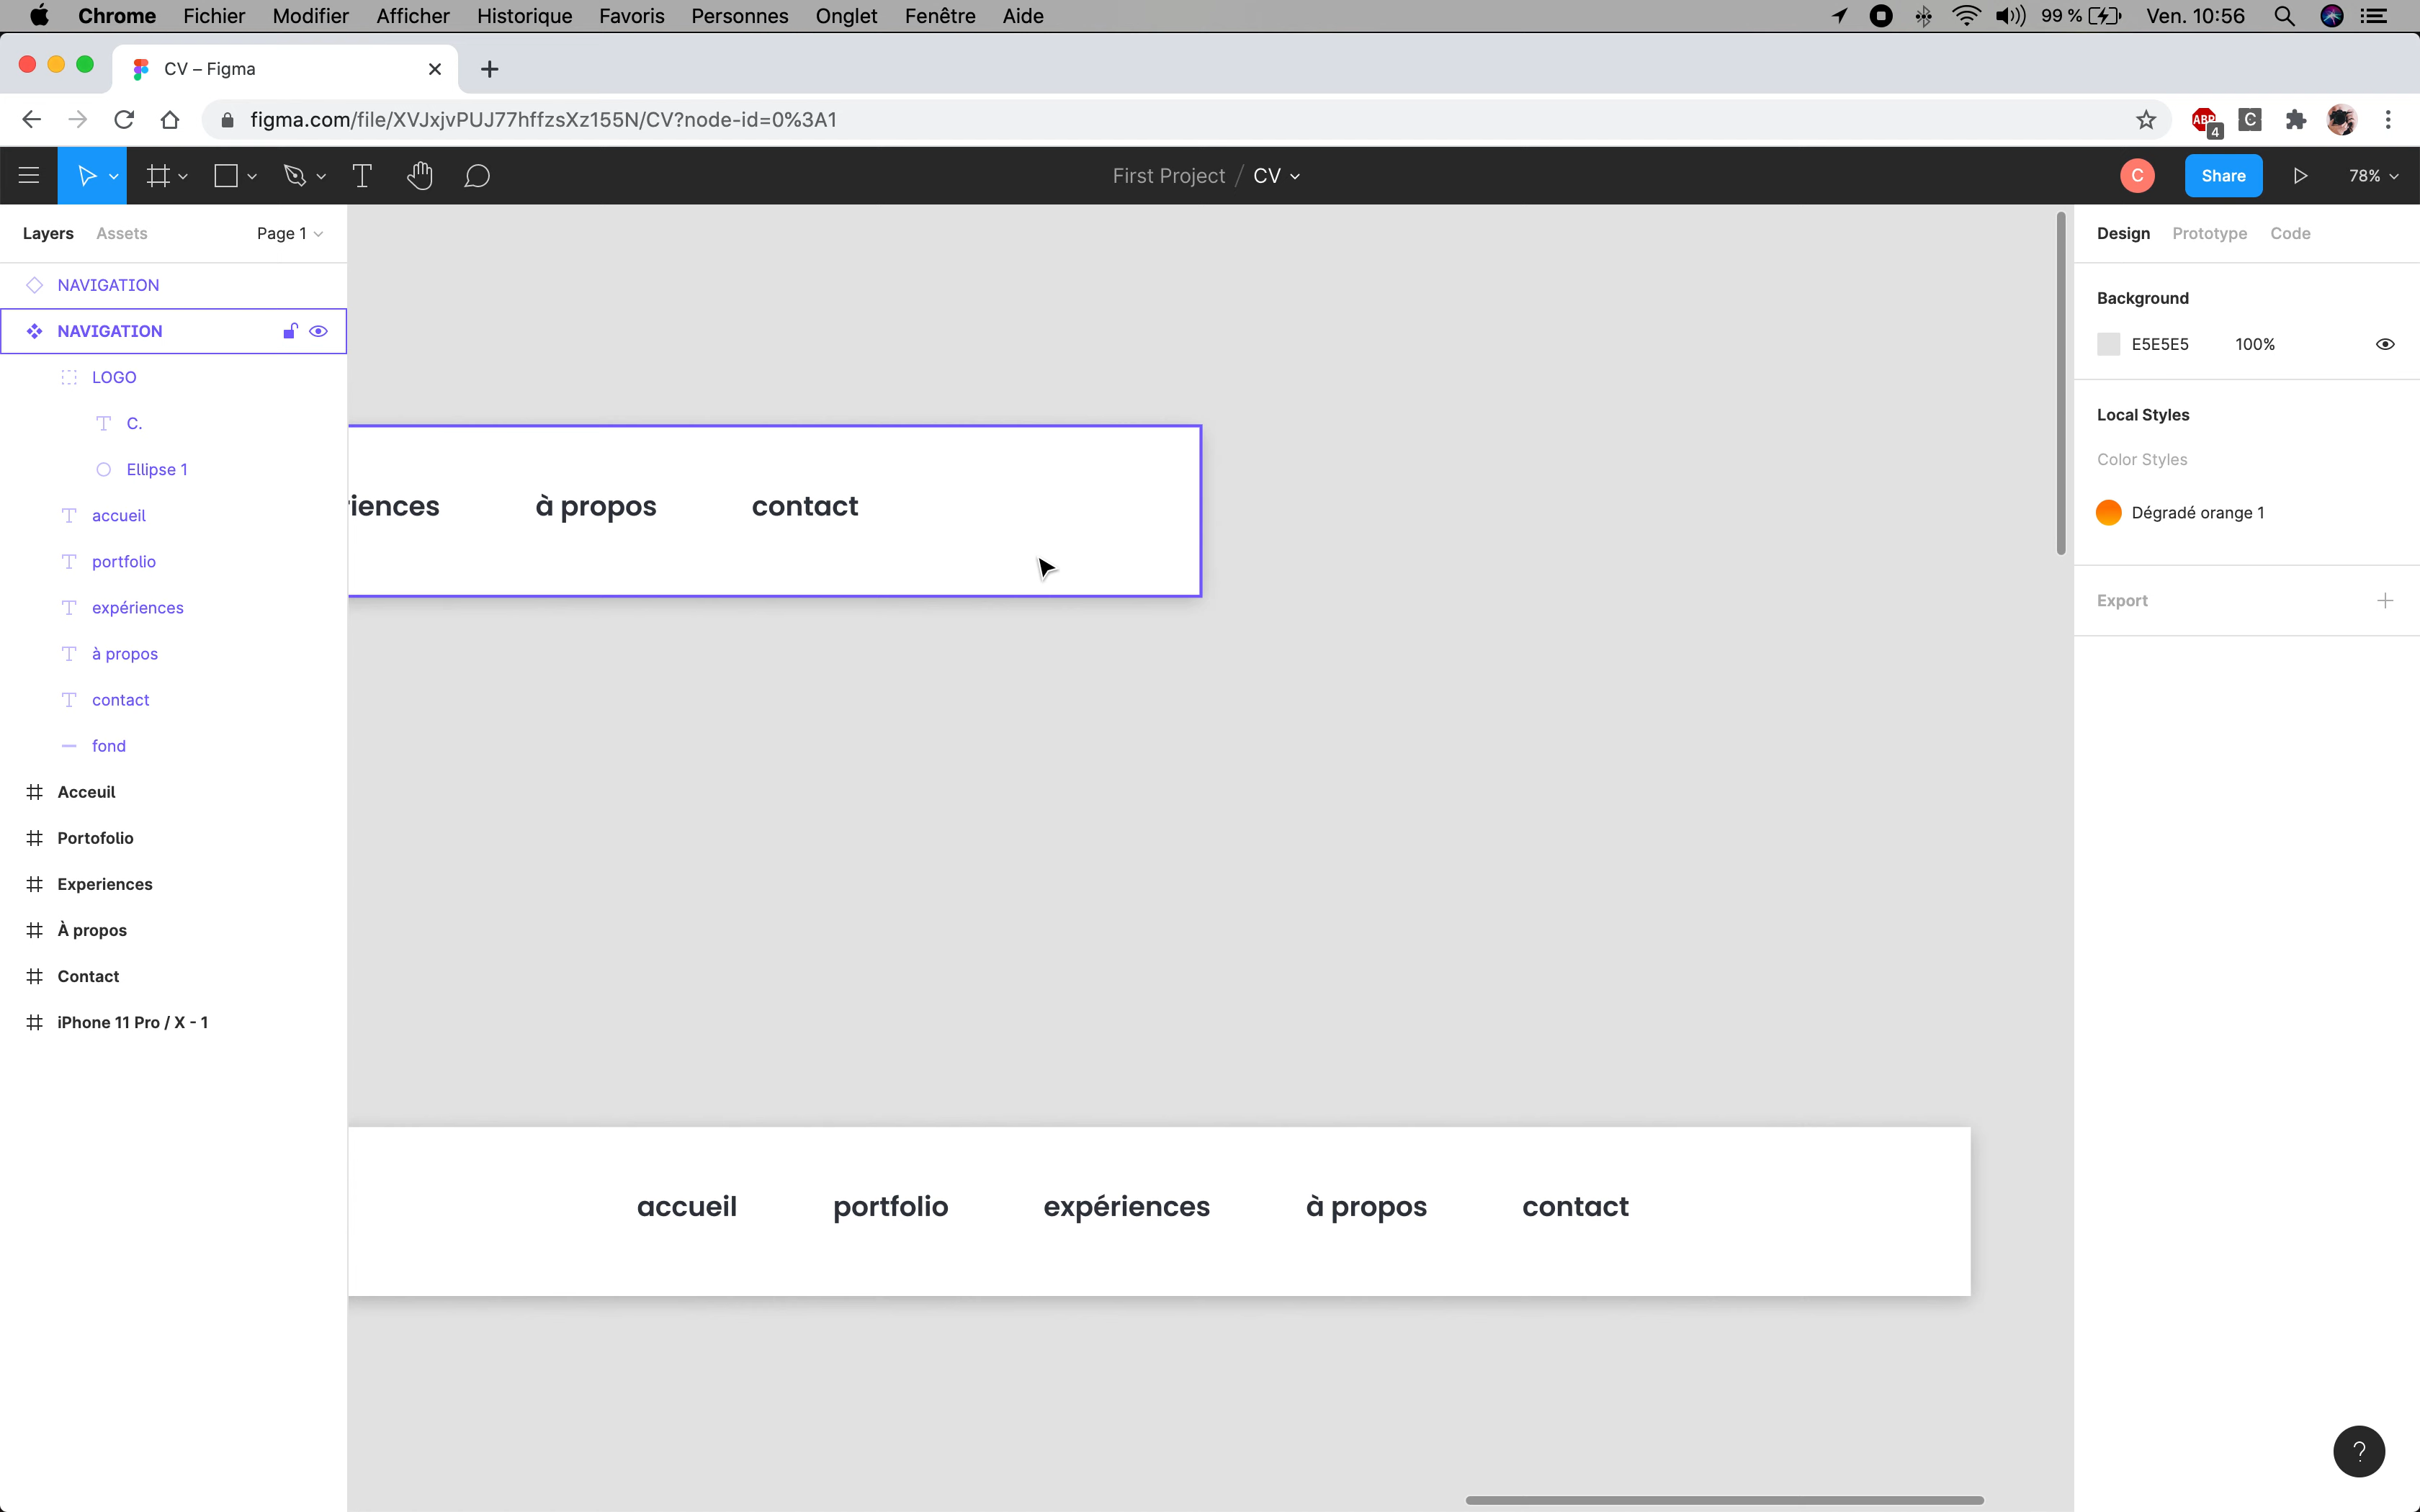 Chrome Fichier Modifier Afficher Historique Favoris Personnes Onglet Fenêtre Aide 99 % Ven. 10:56
CV – Figma
figma.com/file/XVJxjvPUJ77hffzsXz155N/CV?node-id=0%3A1 ABP 4 C
First Project / CV C Share 78%
Layers Assets Page 1
NAVIGATION
NAVIGATION
LOGO
C.
Ellipse 1
accueil
portfolio
expériences
à propos
contact
fond
Acceuil
Portofolio
Experiences
À propos
Contact
iPhone 11 Pro / X - 1
riences à propos contact
accueil portfolio expériences à propos contact
Design Prototype Code
Background
E5E5E5 100%
Local Styles
Color Styles
Dégradé orange 1
Export
?